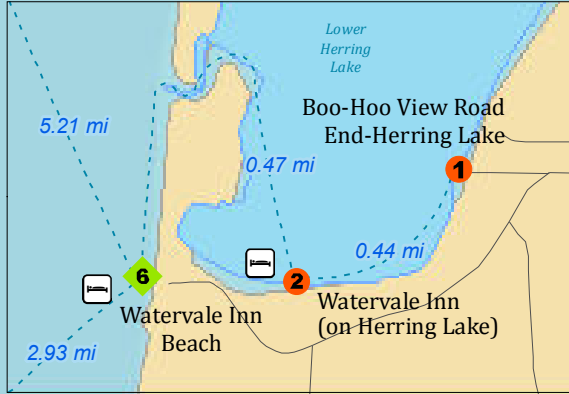 Lower
Herring
Lake
Boo-Hoo View Road
End-Herring Lake
5.21 mi
0.47 mi
1
0.44 mi
6
2
Watervale Inn
Beach
Watervale Inn
(on Herring Lake)
2.93 mi